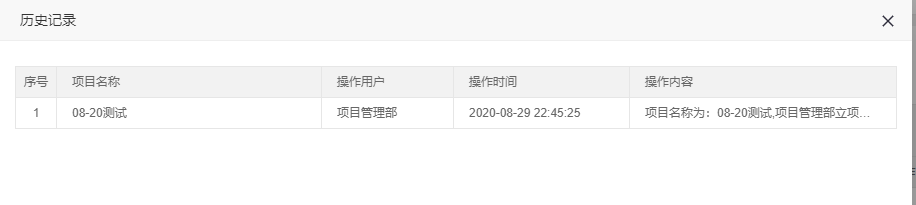 历史记录
序号 项目名称 操作用户 操作时间 操作内容
1 08-20测试 项目管理部 2020-08-29 22:45:25 项目名称为：08-20测试,项目管理部立项...